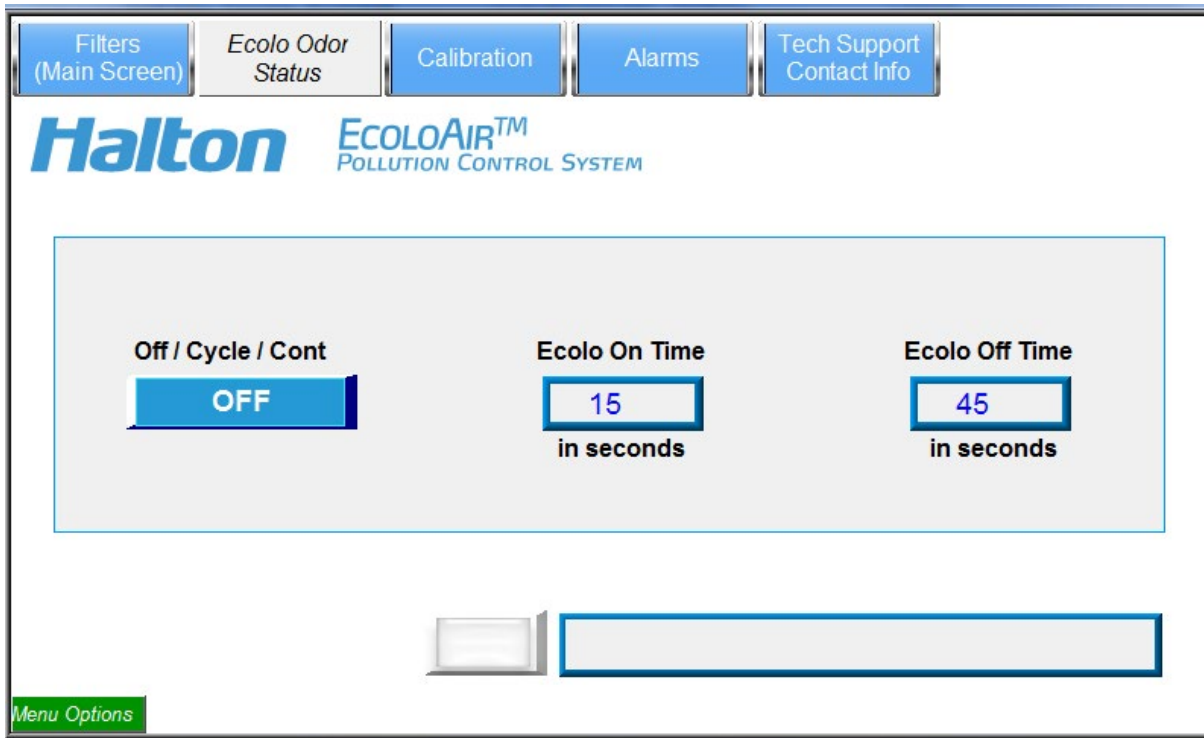 Filters
(Main Screen)
Ecolo Odor
Status
Calibration
Alarms
Tech Support
Contact Info
Halton
ECOLOAIR™
POLLUTION CONTROL SYSTEM
Off / Cycle / Cont
OFF
Ecolo On Time
15
in seconds
Ecolo Off Time
45
in seconds
Menu Options